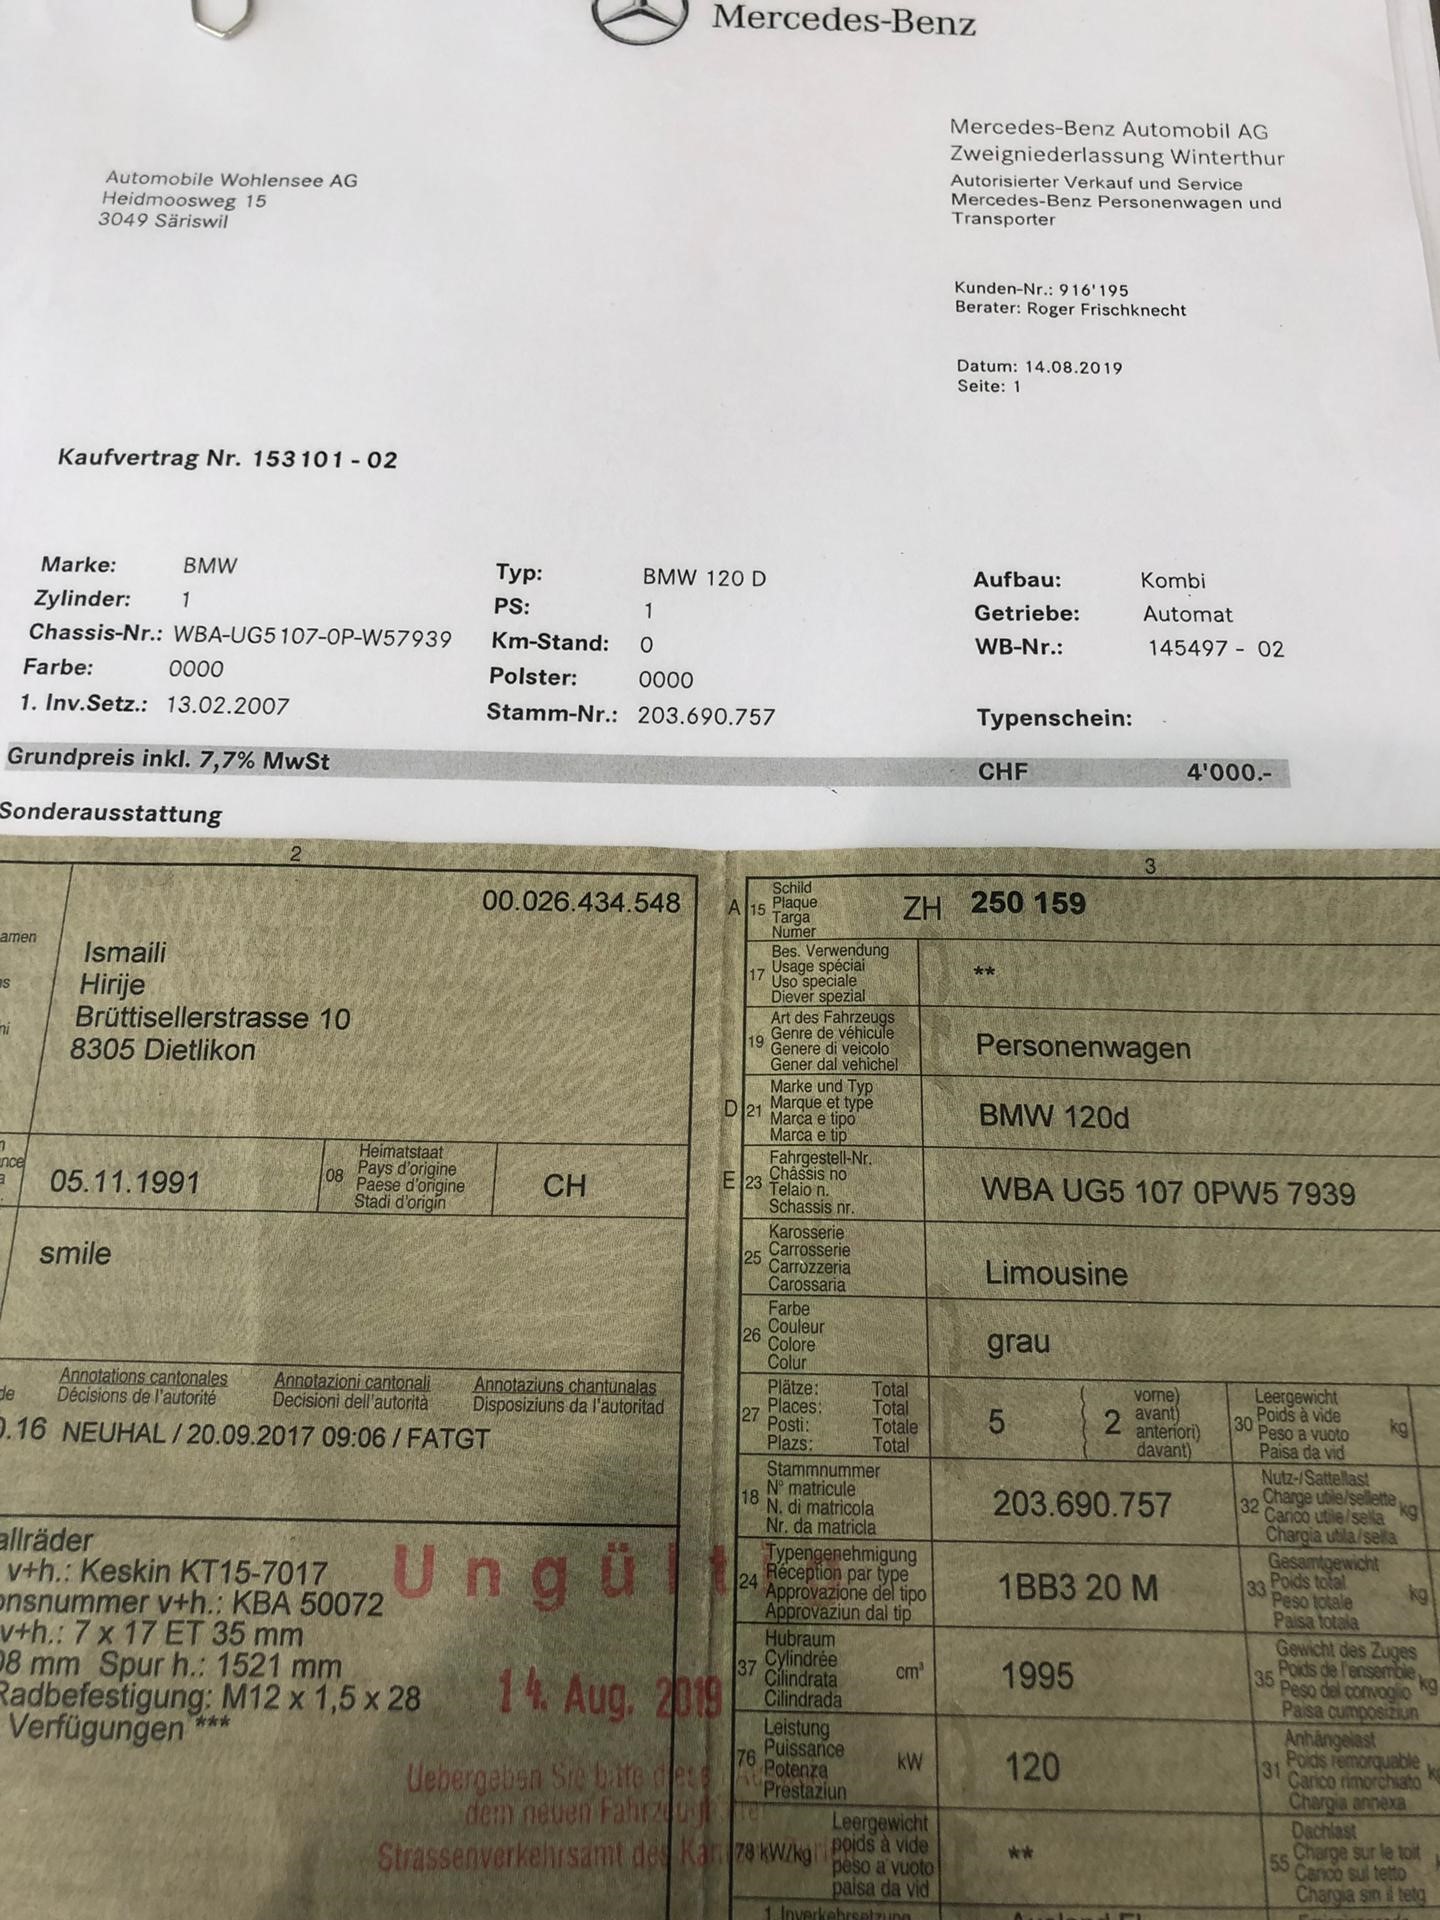 Mercedes-Benz
Mercedes-Benz Automobil AG
Zweigniederlassung Winterthur
Autorisierter Verkauf und Service
Mercedes-Benz Personenwagen und
Transporter
Automobile Wohlensee AG
Heidmoosweg 15
3049 Säriswil
Kunden-Nr.: 916'195
Berater: Roger Frischknecht
Datum: 14.08.2019
Seite: 1
Kaufvertrag Nr. 153101 - 02
Marke: BMW Typ: BMW 120 D Aufbau: Kombi
Zylinder: 1 PS: 1 Getriebe: Automat
Chassis-Nr.: WBA-UG5107-0P-W57939 Km-Stand: 0 WB-Nr.: 145497 - 02
Farbe: 0000 Polster: 0000
1. Inv.Setz.: 13.02.2007 Stamm-Nr.: 203.690.757 Typenschein:
Grundpreis inkl. 7,7% MwSt CHF 4'000.-
Sonderausstattung
2
00.026.434.548
amen
Ismaili
Hirije
Brüttisellerstrasse 10
8305 Dietlikon
05.11.1991
08 Heimatstaat
Pays d'origine
Paese d'origine
Stadi d'origin
CH
smile
Annotations cantonales Annotazioni cantonali Annotaziuns chantunalas
Décisions de l'autorité Decisioni dell'autorità Disposiziuns da l'autoritad
0.16 NEUHAL / 20.09.2017 09:06 / FATGT
allräder
v+h.: Keskin KT15-7017
onsnummer v+h.: KBA 50072
v+h.: 7 x 17 ET 35 mm
08 mm Spur h.: 1521 mm
Radbefestigung: M12 x 1,5 x 28
Verfügungen ***
Ungült
14. Aug. 2019
Uebergeben Sie bitte
dem neuen
Strassenverkehrsamt des
3
A 15 Schild
Plaque
Targa
Numer
ZH 250 159
17 Bes. Verwendung
Usage spécial
Uso speciale
Diever spezial
**
19 Art des Fahrzeugs
Genre de véhicule
Genere di veicolo
Gener dal vehichel
Personenwagen
D 21 Marke und Typ
Marque et type
Marca e tipo
Marca e tip
BMW 120d
E 23 Fahrgestell-Nr.
Châssis no
Telaio n.
Schassis nr.
WBA UG5 107 0PW5 7939
25 Karosserie
Carrosserie
Carrozzeria
Carossaria
Limousine
26 Farbe
Couleur
Colore
Colur
grau
27 Plätze: Total
Places: Total
Posti: Totale
Plazs: Total
5 2 vorne)
avant)
anteriori)
davant)
30 Leergewicht
Poids à vide
Peso a vuoto
Paisa da vid
kg
18 Stammnummer
N° matricule
N. di matricola
Nr. da matricla
203.690.757
32 Nutz-/Sattellast
Charge utile/sellette
Carico utile/sella
Chargia utila/sella
kg
24 Typengenehmigung
Réception par type
Approvazione del tipo
Approvaziun dal tip
1BB3 20 M
33 Gesamtgewicht
Poids total
Peso totale
Paisa totala
kg
37 Hubraum
Cylindrée
Cilindrata
Cilindrada
cm³
1995
35 Gewicht des Zuges
Poids de l'ensemble
Peso del convoglio
Paisa cumposiziun
kg
76 Leistung
Puissance
Potenza
Prestaziun
kW
120
31 Anhängelast
Poids remorquable
Carico rimorchiato
Chargia annexa
78 kW/kg Leergewicht
poids à vide
peso a vuoto
paisa da vid
**
55 Dachlast
Charge sur le toit
Carico sul tetto
Chargia sin il tetg
1. Inverkehrsetzung